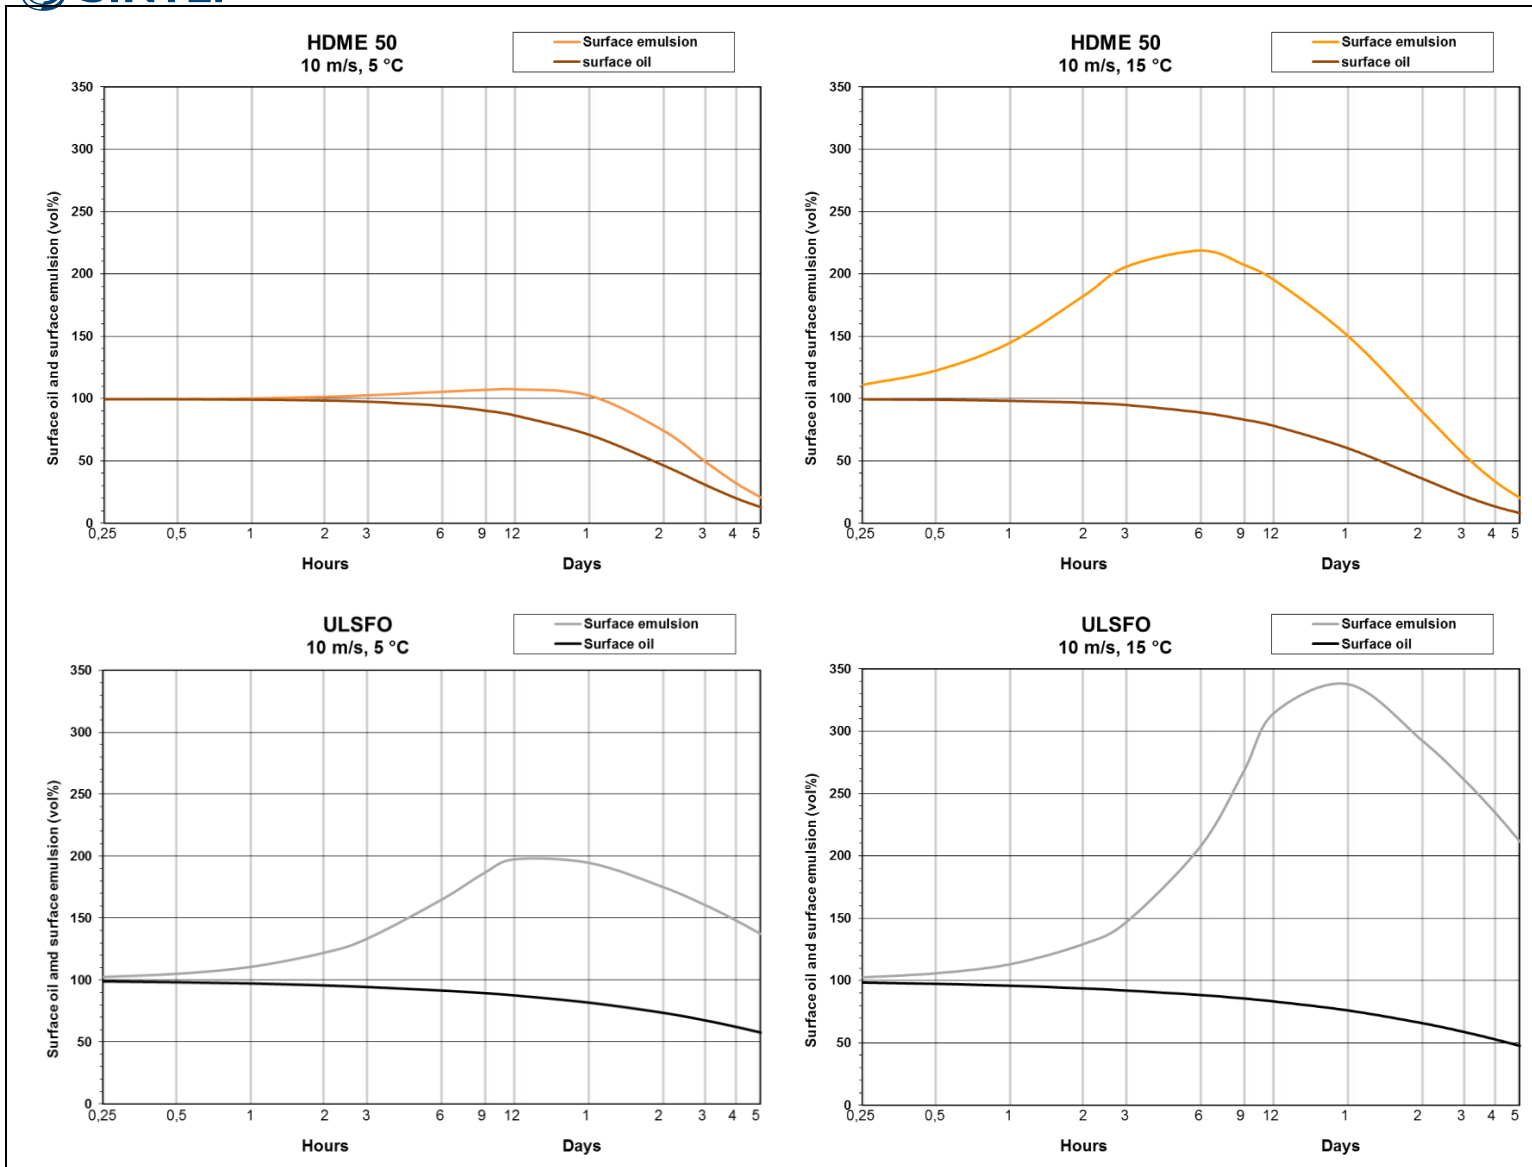 HDME 50
10 m/s, 5 °C
Surface emulsion
surface oil
350
300
250
200
150
100
50
0
Surface oil and surface emulsion (vol%)
0,25 0,5 1 2 3 6 9 12 1 2 3 4 5
Hours Days
HDME 50
10 m/s, 15 °C
Surface emulsion
surface oil
350
300
250
200
150
100
50
0
Surface oil and surface emulsion (vol%)
0,25 0,5 1 2 3 6 9 12 1 2 3 4 5
Hours Days
ULSFO
10 m/s, 5 °C
Surface emulsion
Surface oil
350
300
250
200
150
100
50
0
Surface oil amd surface emulsion (vol%)
0,25 0,5 1 2 3 6 9 12 1 2 3 4 5
Hours Days
ULSFO
10 m/s, 15 °C
Surface emulsion
Surface oil
350
300
250
200
150
100
50
0
Surface oil and surface emulsion (vol%)
0,25 0,5 1 2 3 6 9 12 1 2 3 4 5
Hours Days